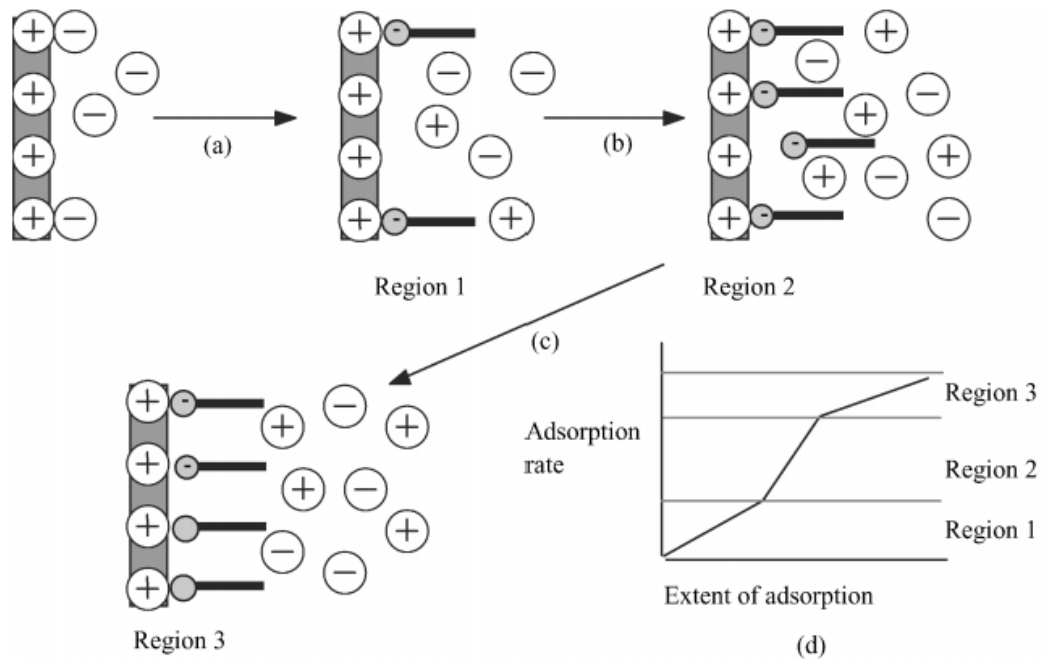 (a)
(b)
Region 1
Region 2
(c)
Region 3
Adsorption
rate
Region 3
Region 2
Region 1
Extent of adsorption
(d)